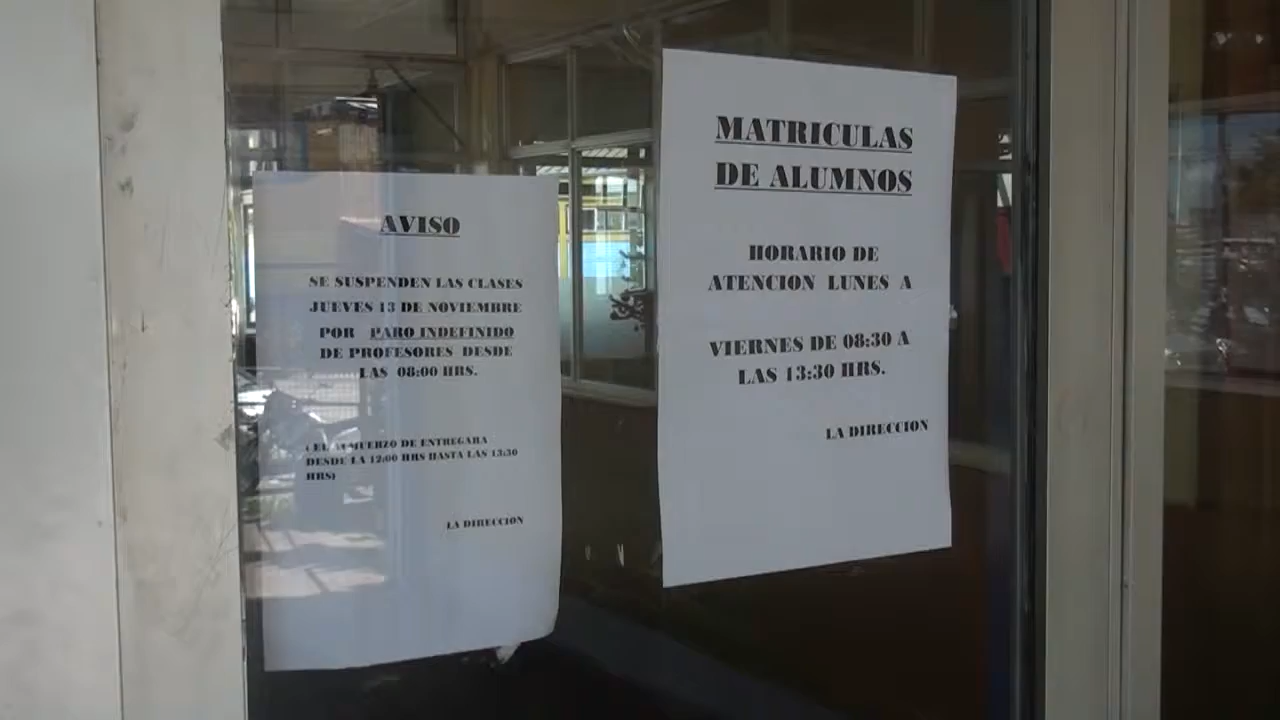 AVISO
SE SUSPENDEN LAS CLASES
JUEVES 13 DE NOVIEMBRE
POR PARO INDEFINIDO
DE PROFESORES DESDE
LAS 08:00 HRS.
( EL ALMUERZO DE ENTREGARA
DESDE LA 12:00 HRS HASTA LAS 13:30
HRS)
LA DIRECCION
MATRICULAS
DE ALUMNOS
HORARIO DE
ATENCION LUNES A
VIERNES DE 08:30 A
LAS 13:30 HRS.
LA DIRECCION